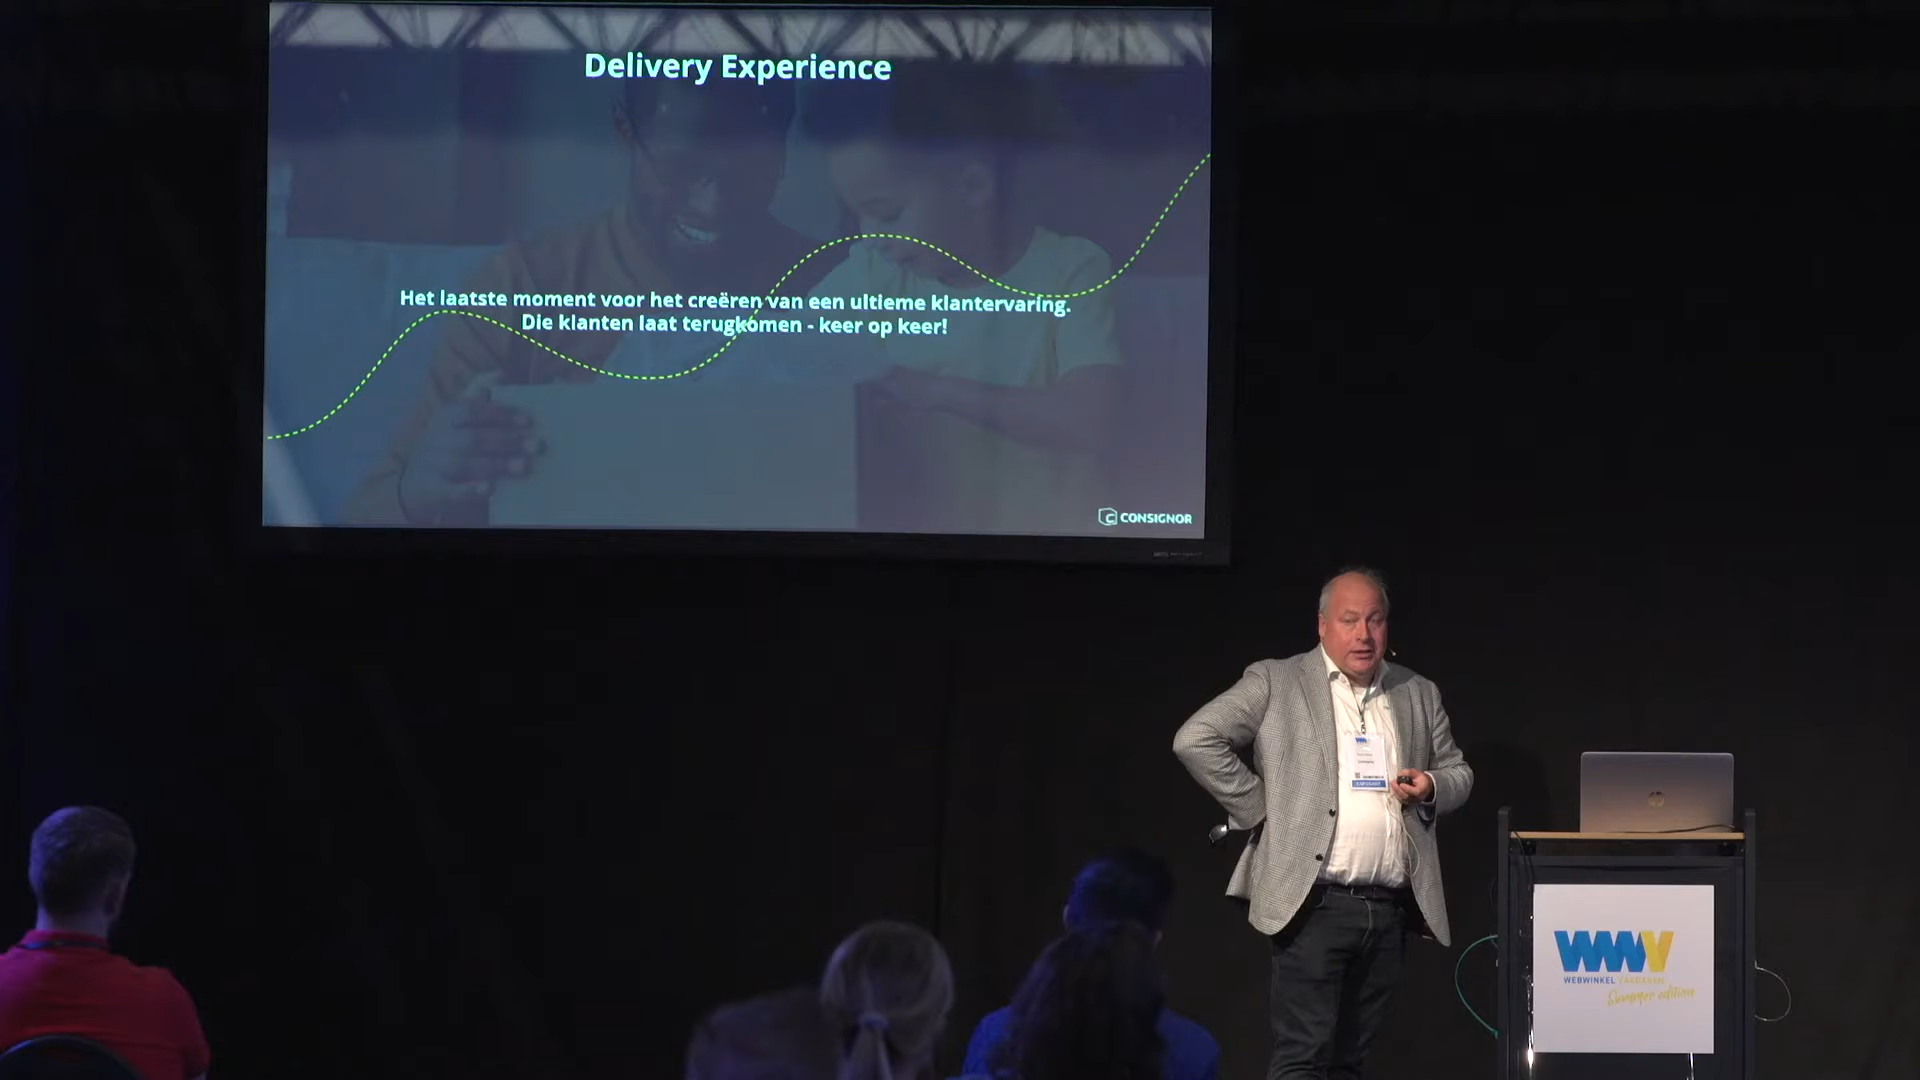 Delivery Experience
Het laatste moment voor het creëren van een ultieme klantervaring.
Die klanten laat terugkomen - keer op keer!
CONSIGNOR
WWV
WEBWINKEL VAKDAGEN
Summer edition